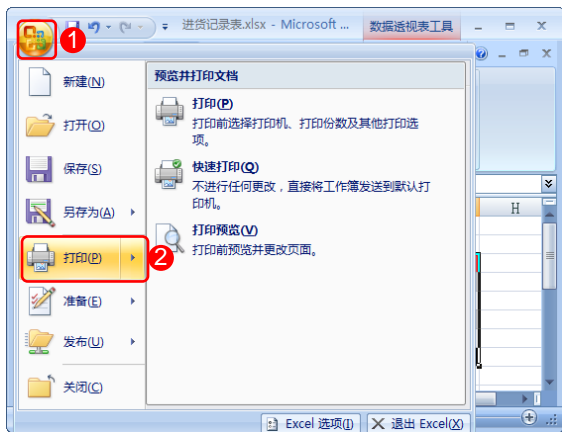 进货记录表.xlsx - Microsoft ...
数据透视表工具
1
新建(N)
打开(O)
保存(S)
另存为(A)
打印(P)
2
准备(E)
发布(U)
关闭(C)
预览并打印文档
打印(P)
打印前选择打印机、打印份数及其他打印选
项。
快速打印(Q)
不进行任何更改，直接将工作簿发送到默认打
印机。
打印预览(V)
打印前预览并更改页面。
H
Excel 选项(I)
退出 Excel(X)